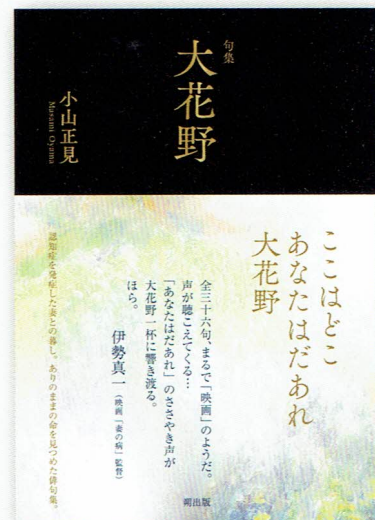 句集
大花野
小山正見
Masami Oyama
ここはどこ
あなたはだあれ
大花野
全三十六句、まるで「映画」のようだ。
声が聴こえてくる…
「あなたはだあれ」のささやき声が
大花野一杯に響き渡る。
ほら。
伊勢真一（映画「妻の病」監督）
認知症を発症した妻との暮し。ありのままの命を見つめた俳句集。
朔出版